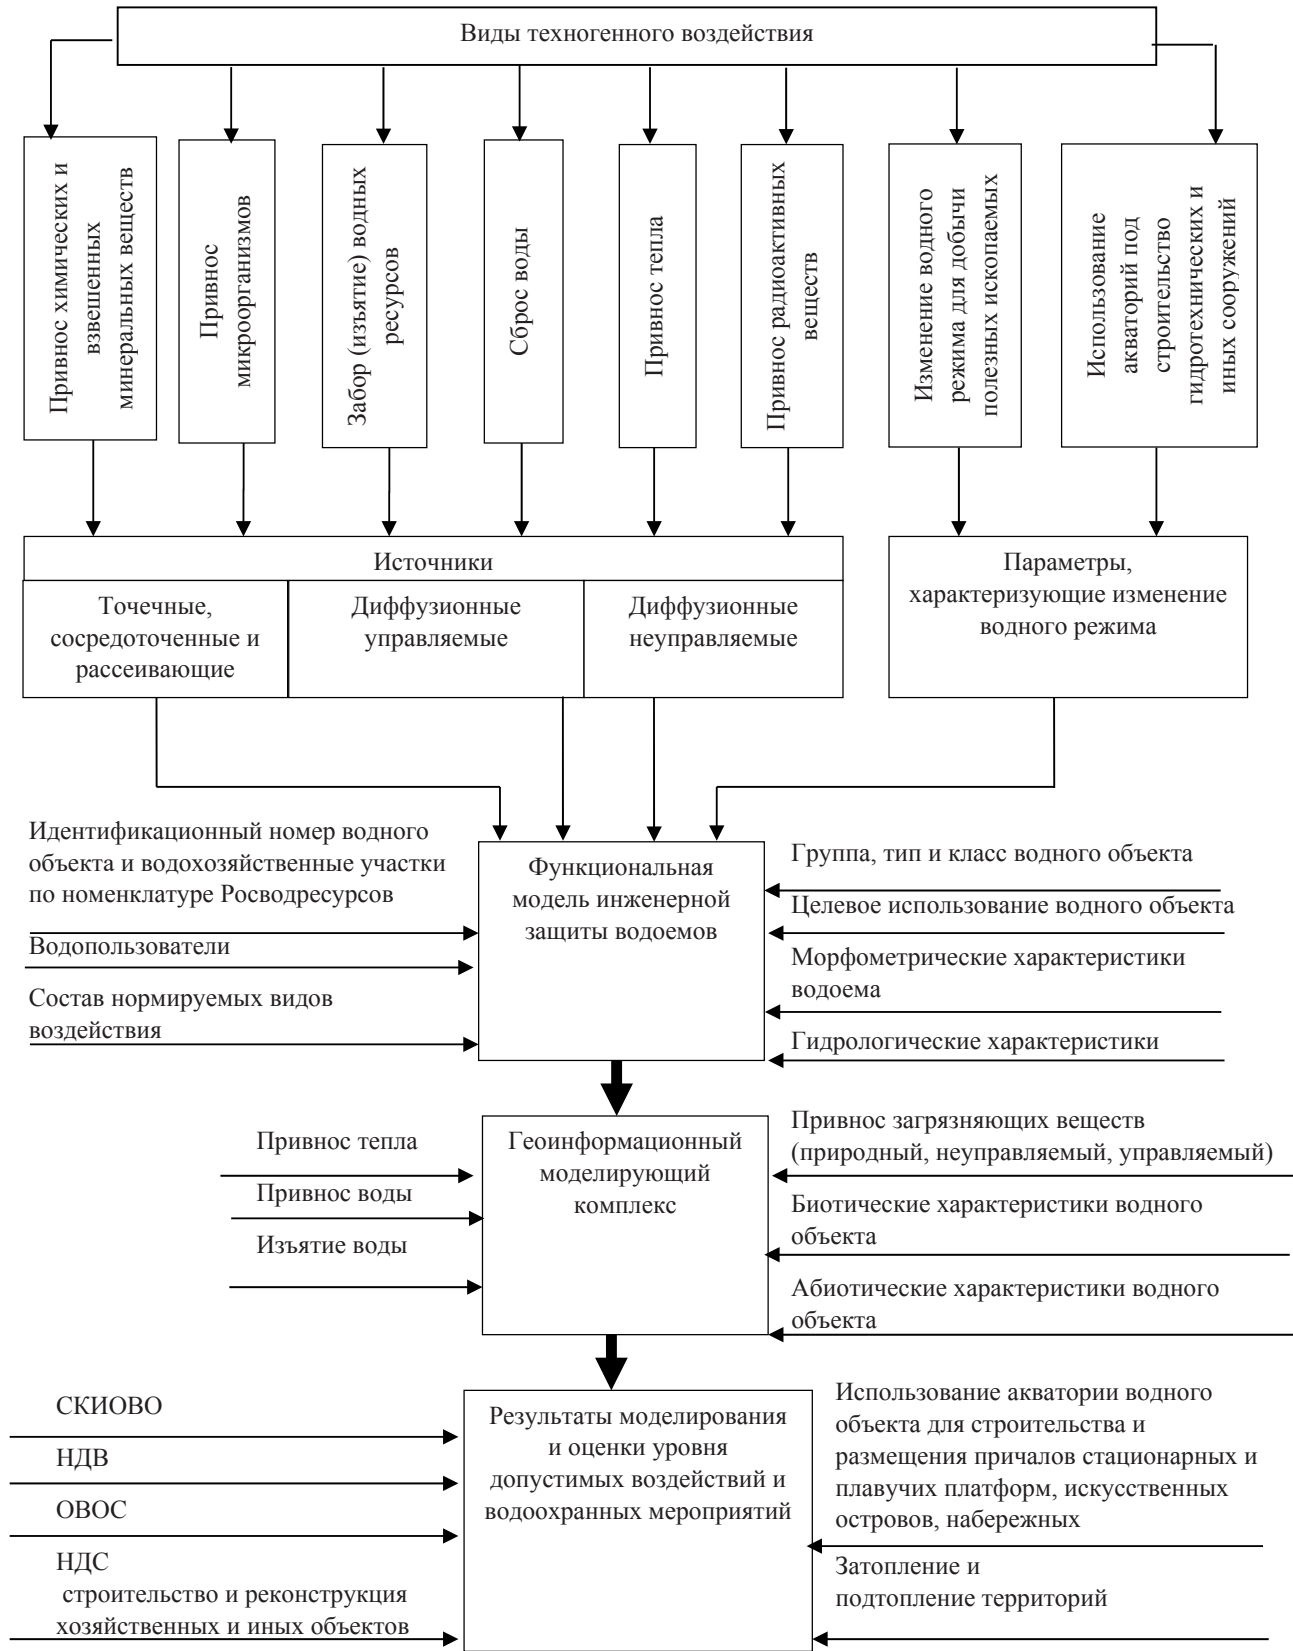 Виды техногенного воздействия
Привнос химических и
взвешенных
минеральных веществ
Привнос
микроорганизмов
Забор (изъятие) водных
ресурсов
Сброс воды
Привнос тепла
Привнос радиоактивных
веществ
Изменение водного
режима для добычи
полезных ископаемых
Использование
акваторий под
строительство
гидротехнических и
иных сооружений
Источники
Точечные,
сосредоточенные и
рассеивающие
Диффузионные
управляемые
Диффузионные
неуправляемые
Параметры,
характеризующие изменение
водного режима
Идентификационный номер водного
объекта и водохозяйственные участки
по номенклатуре Росводресурсов
Водопользователи
Состав нормируемых видов
воздействия
Функциональная
модель инженерной
защиты водоемов
Группа, тип и класс водного объекта
Целевое использование водного объекта
Морфометрические характеристики
водоема
Гидрологические характеристики
Привнос тепла
Привнос воды
Изъятие воды
Геоинформационный
моделирующий
комплекс
Привнос загрязняющих веществ
(природный, неуправляемый, управляемый)
Биотические характеристики водного
объекта
Абиотические характеристики водного
объекта
СКИОВО
НДВ
ОВОС
НДС
строительство и реконструкция
хозяйственных и иных объектов
Результаты моделирования
и оценки уровня
допустимых воздействий и
водоохранных мероприятий
Использование акватории водного
объекта для строительства и
размещения причалов стационарных и
плавучих платформ, искусственных
островов, набережных
Затопление и
подтопление территорий